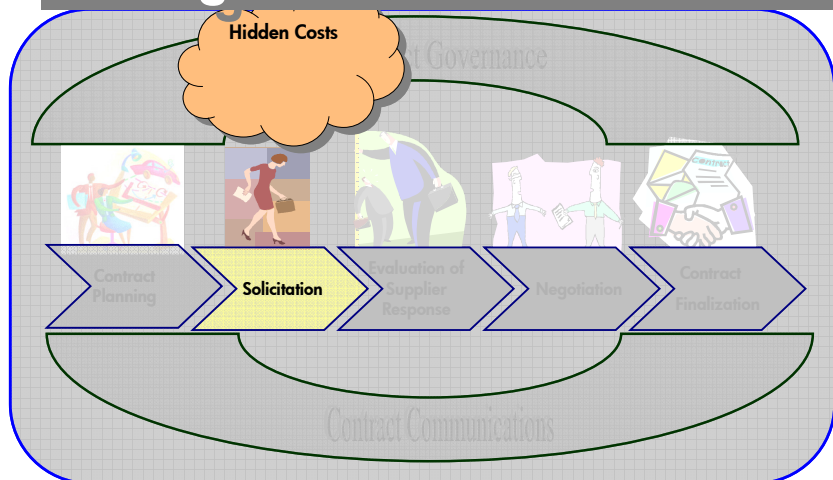 Hidden Costs
Governance
Contract
Planning
Solicitation
Evaluation of
Supplier
Response
Negotiation
Contract
Finalization
Contract
Contract Communications